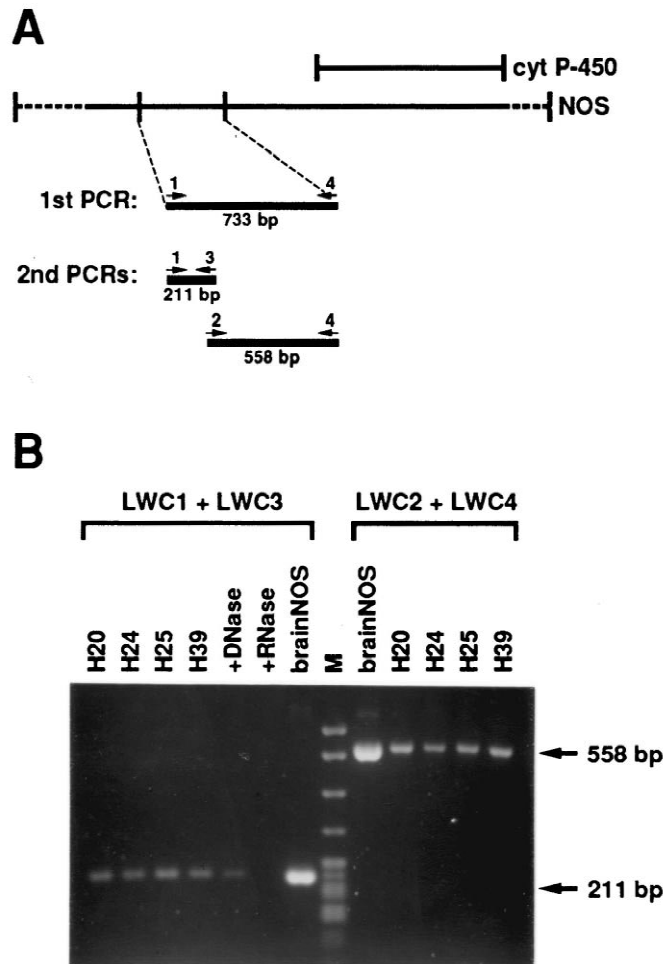 A
cyt P-450
NOS
1st PCR:
1 4
733 bp
2nd PCRs:
1 3
211 bp
2 4
558 bp
B
LWC1 + LWC3
LWC2 + LWC4
H20
H24
H25
H39
+DNase
+RNase
brainNOS
M
brainNOS
H20
H24
H25
H39
558 bp
211 bp